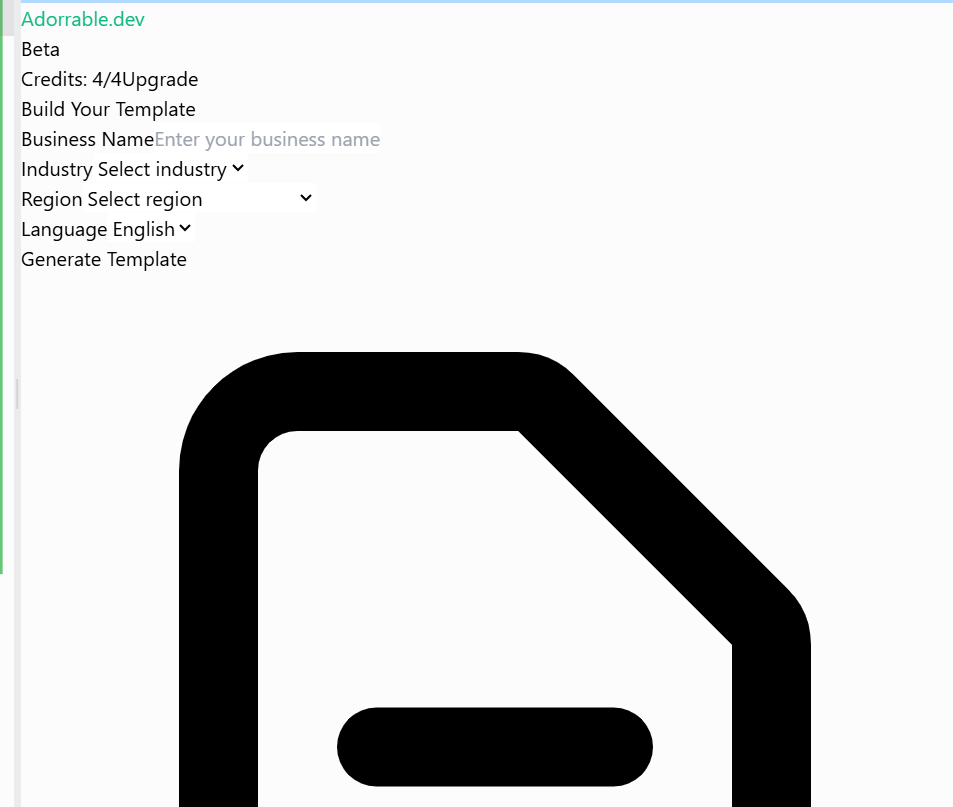 Adorrable.dev
Beta
Credits: 4/4Upgrade
Build Your Template
Business NameEnter your business name
Industry Select industry
Region Select region
Language English
Generate Template